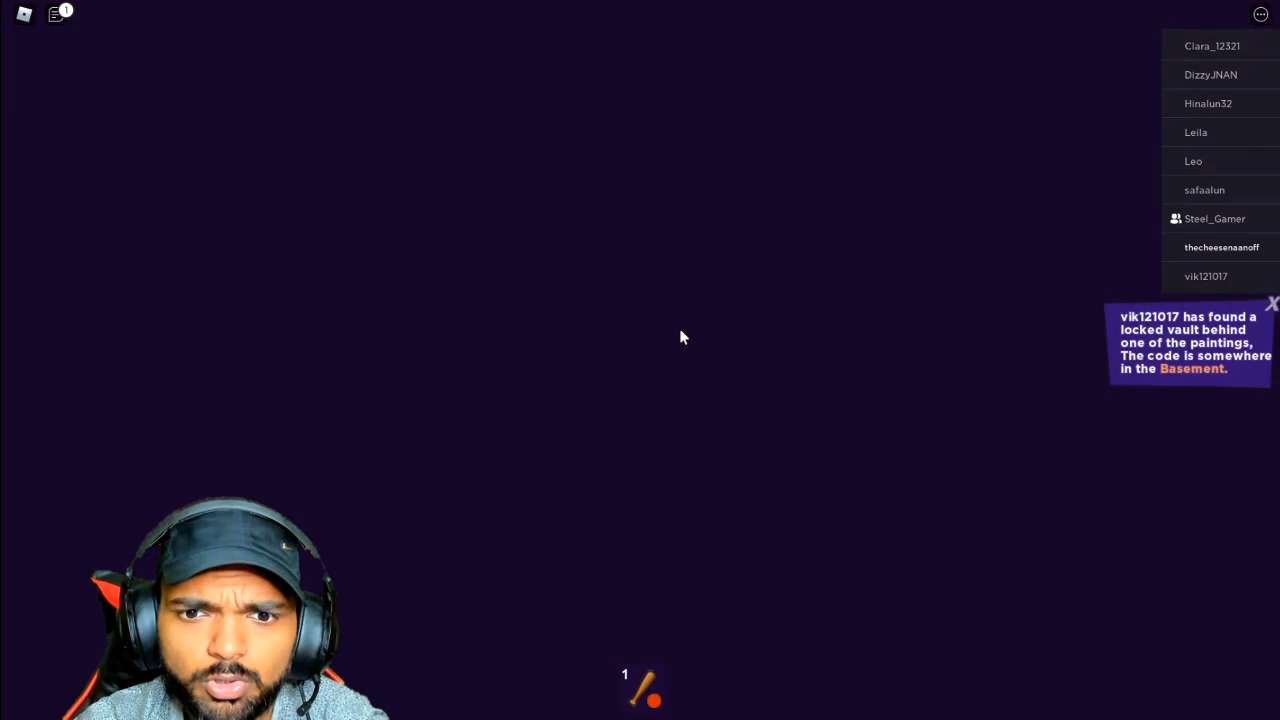 1
Clara_12321
DizzyJNAN
Hinalun32
Leila
Leo
safaalun
Steel_Gamer
thecheesenaanoff
vik121017
X
vik121017 has found a
locked vault behind
one of the paintings,
The code is somewhere
in the Basement.
1